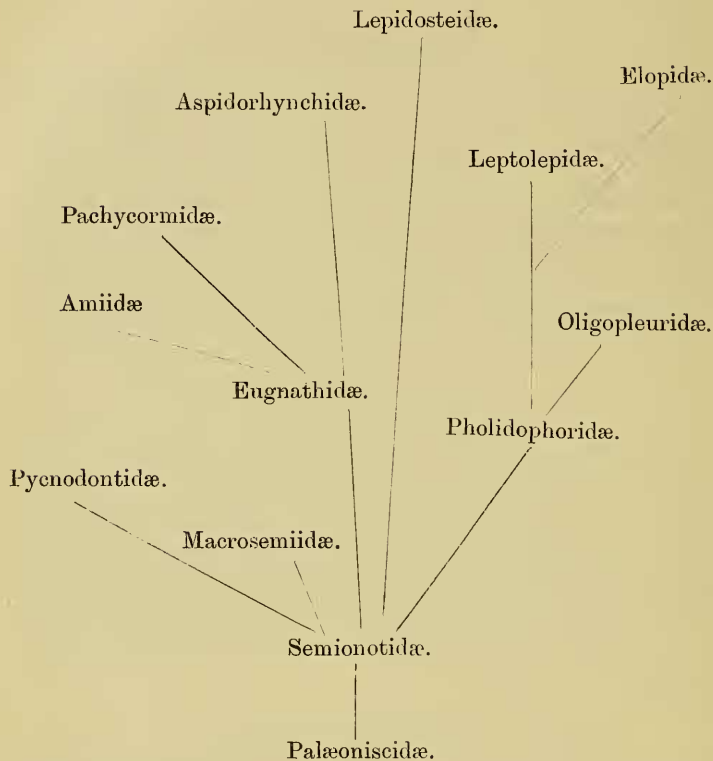 Lepidosteidæ.
Elopidæ.
Aspidorhynchidæ.
Leptolepidæ.
Pachycormidæ.
Amiidæ
Oligopleuridæ.
Eugnathidæ.
Pholidophoridæ.
Pycnodontidæ.
Macrosemiidæ.
Semionotidæ.
Palæoniscidæ.